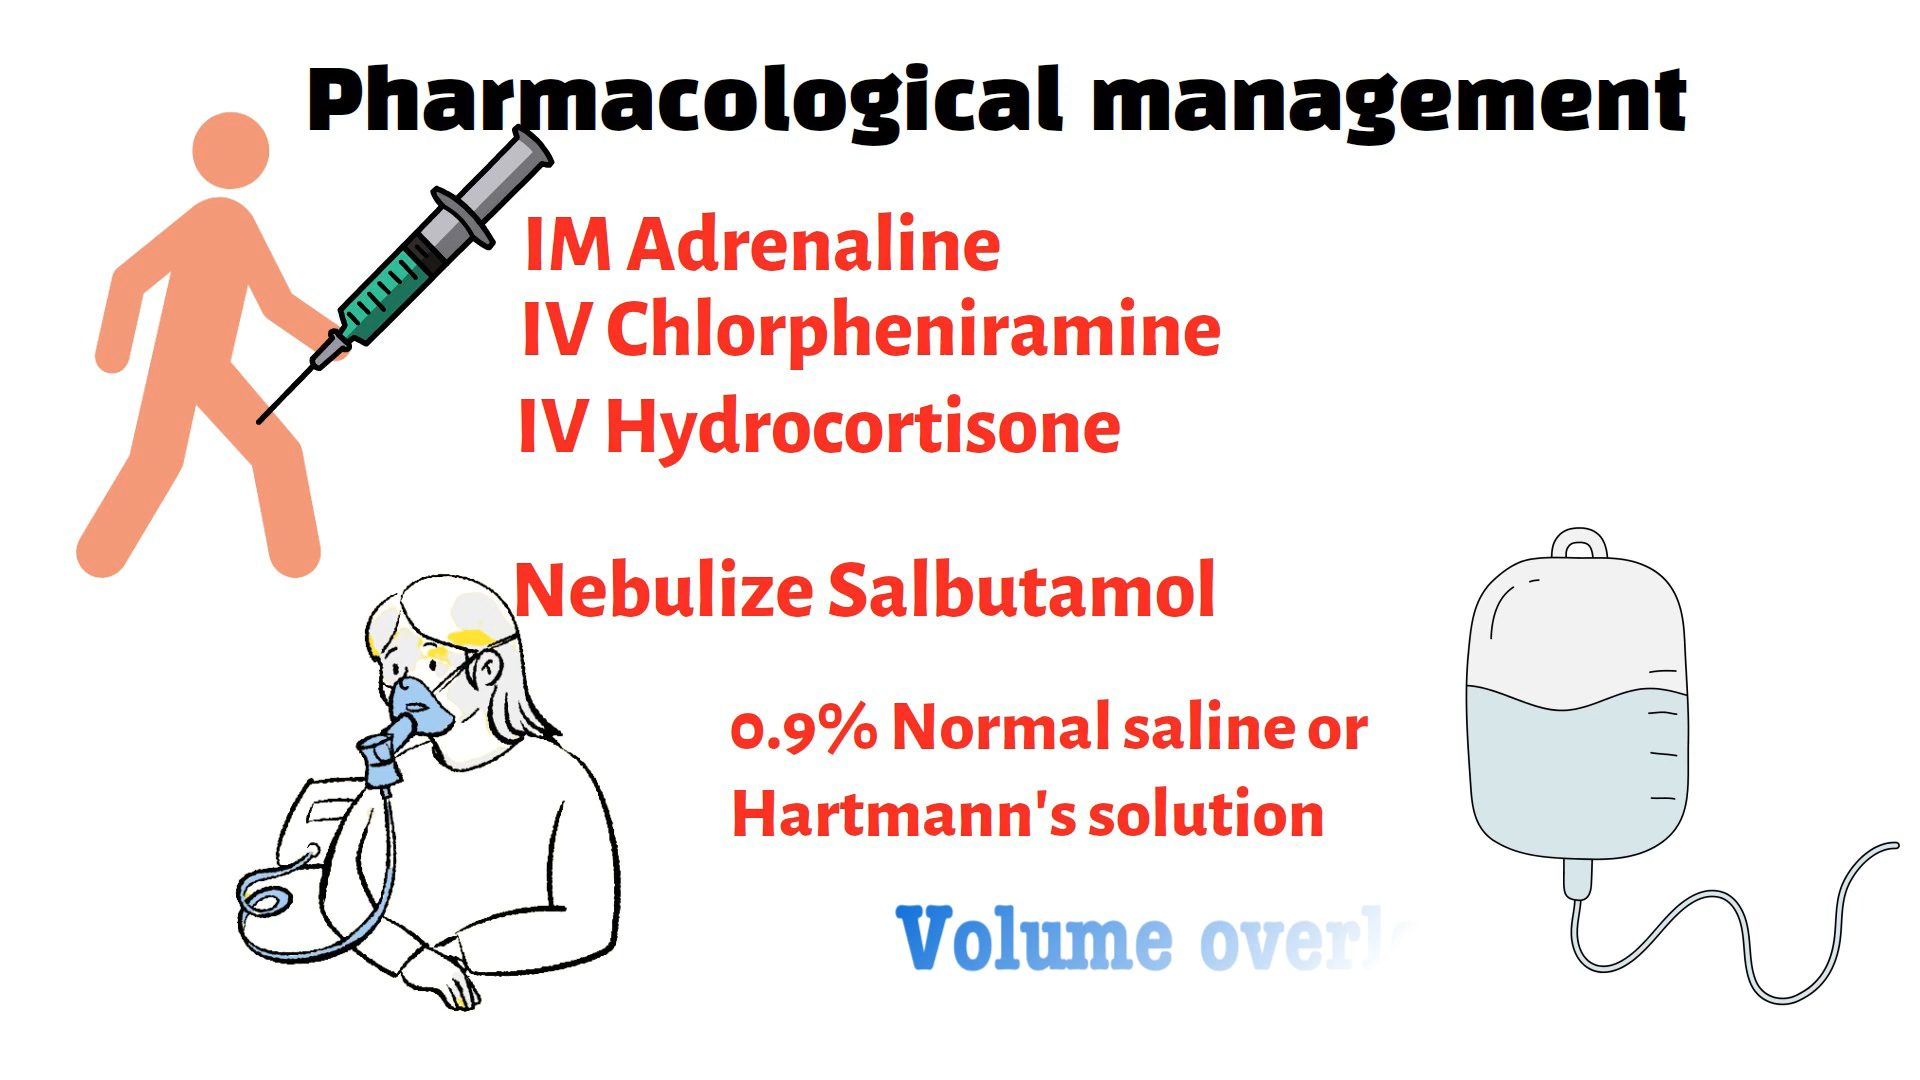 Pharmacological management
IM Adrenaline
IV Chlorpheniramine
IV Hydrocortisone
Nebulize Salbutamol
0.9% Normal saline or
Hartmann's solution
Volume